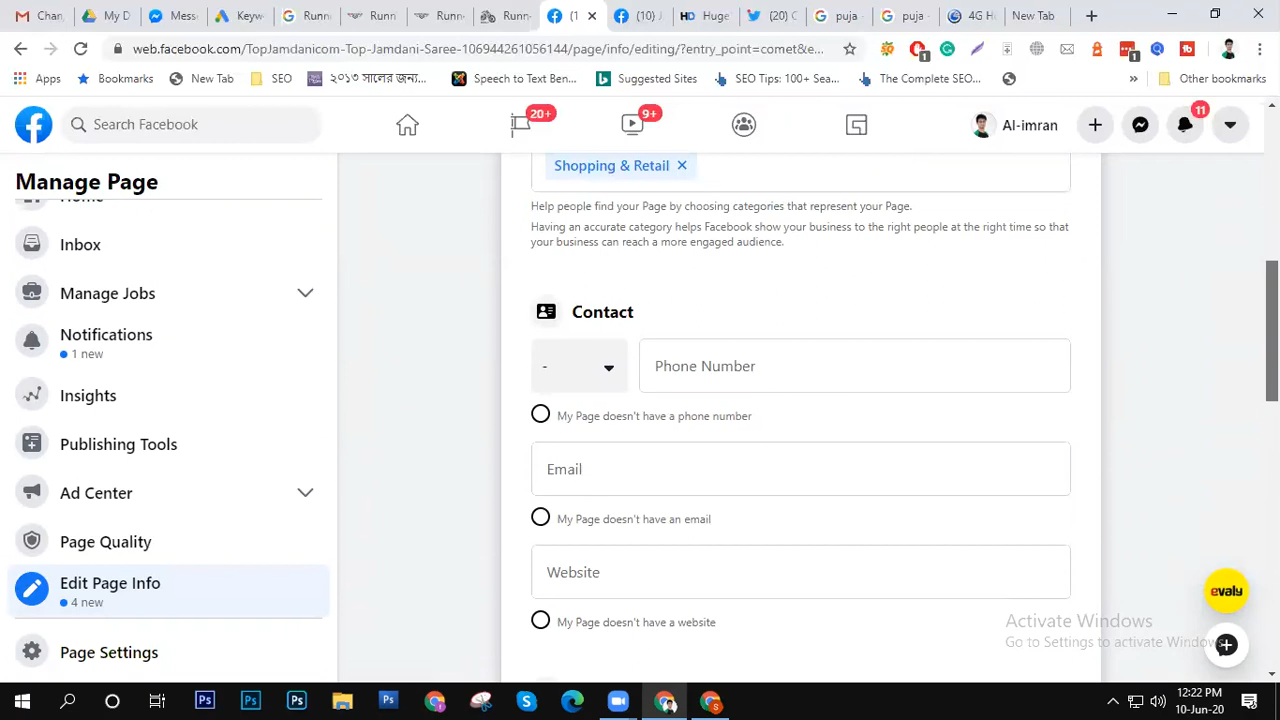 Chan
My D
Mess
Keyw
Runn
Runn
Runn
Runn
(1
(10) J
HD Huge
(20) C
puja
puja
4G H
New Tab
web.facebook.com/TopJamdanicom-Top-Jamdani-Saree-106944261056144/page/info/editing/?entry_point=comet&e...
Apps
Bookmarks
New Tab
SEO
২০১৩ সালের জন্য...
Speech to Text Ben...
Suggested Sites
SEO Tips: 100+ Sea...
The Complete SEO...
»
Other bookmarks
Search Facebook
20+
9+
Al-imran
11
Manage Page
Home
Inbox
Manage Jobs
Notifications
1 new
Insights
Publishing Tools
Ad Center
Page Quality
Edit Page Info
4 new
Page Settings
Shopping & Retail
Help people find your Page by choosing categories that represent your Page.
Having an accurate category helps Facebook show your business to the right people at the right time so that
your business can reach a more engaged audience.
Contact
-
Phone Number
My Page doesn't have a phone number
Email
My Page doesn't have an email
Website
My Page doesn't have a website
evaly
Activate Windows
Go to Settings to activate Windows
12:22 PM
10-Jun-20